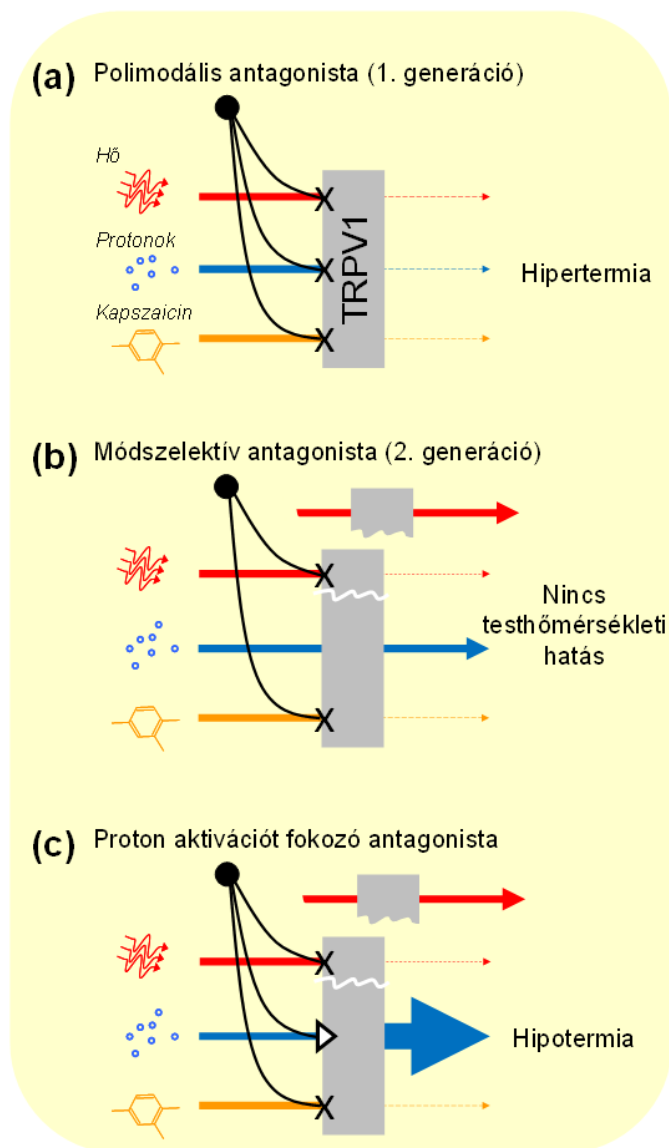 (a) Polimodális antagonista (1. generáció)
Hő
Protonok
Kapszaicin
X
X
X
TRPV1
Hipertermia
(b) Módszelektív antagonista (2. generáció)
X
X
Nincs
testhőmérsékleti
hatás
(c) Proton aktivációt fokozó antagonista
X
X
Hipotermia